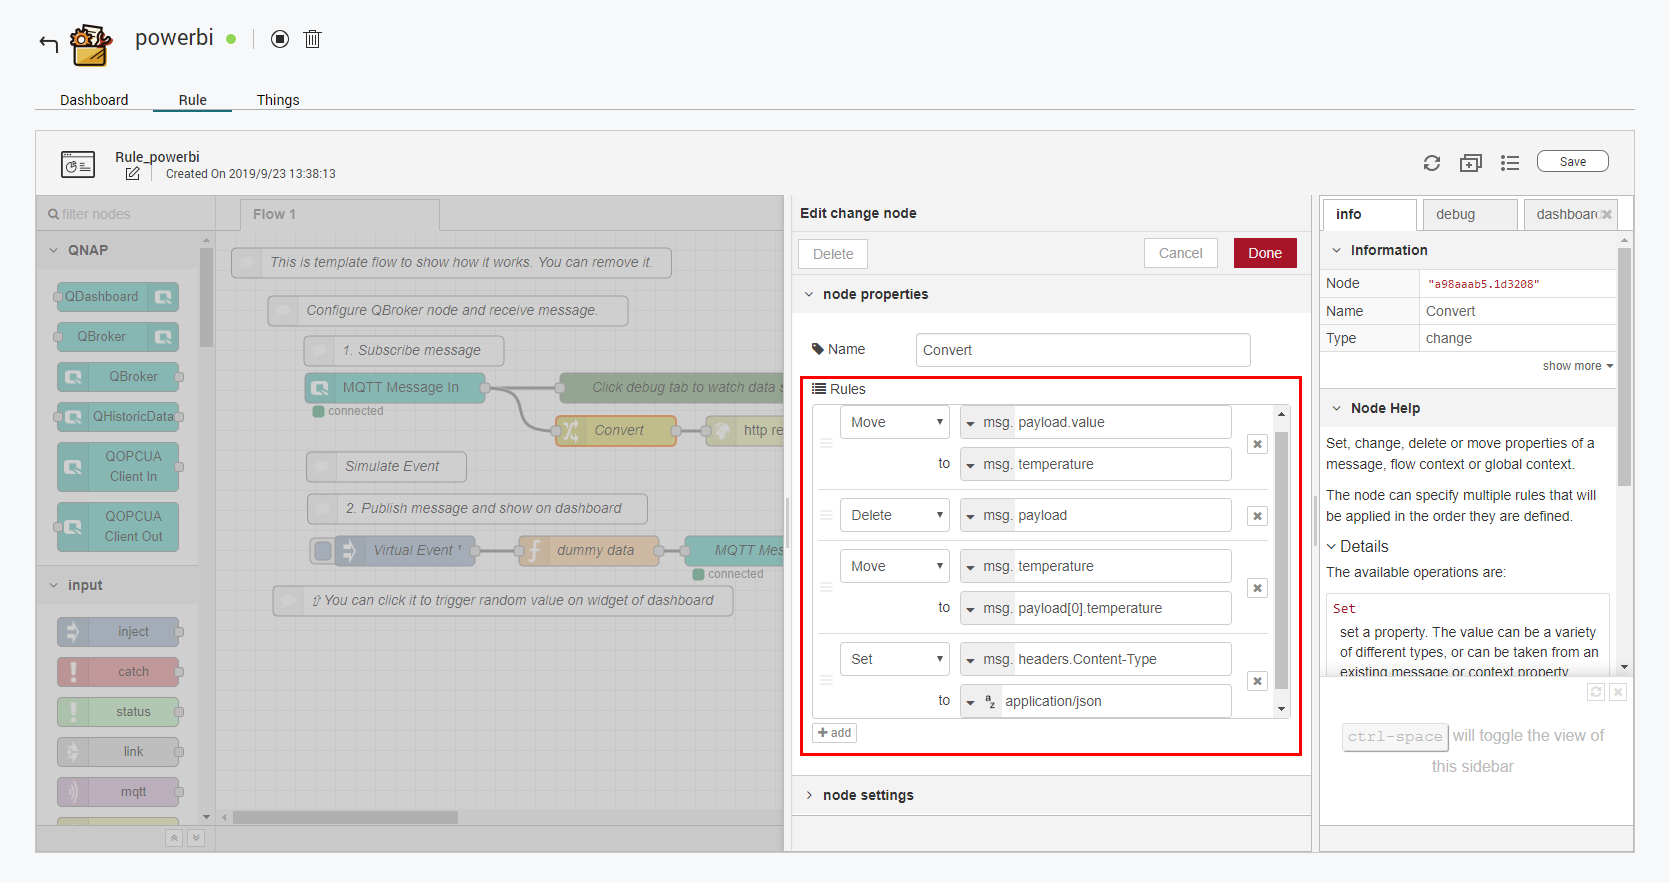 powerbi
Dashboard
Rule
Things
Rule_powerbi
Created On 2019/9/23 13:38:13
Save
filter nodes
QNAP
QDashboard
QBroker
QBroker
QHistoricData
QOPCUA
Client In
QOPCUA
Client Out
input
inject
catch
status
link
mqtt
Flow 1
This is template flow to show how it works. You can remove it.
Configure QBroker node and receive message.
1. Subscribe message
MQTT Message In
connected
Click debug tab to watch data s
Convert
http re
Simulate Event
2. Publish message and show on dashboard
Virtual Event ¹
dummy data
MQTT Mes
connected
⇧ You can click it to trigger random value on widget of dashboard
Edit change node
Delete
Cancel
Done
node properties
Name
Convert
Rules
Move
msg. payload.value
to
msg. temperature
Delete
msg. payload
Move
msg. temperature
to
msg. payload[0].temperature
Set
msg. headers.Content-Type
to
az application/json
add
node settings
info
debug
dashboard
Information
Node
"a98aaab5.1d3208"
Name
Convert
Type
change
show more
Node Help
Set, change, delete or move properties of a
message, flow context or global context.
The node can specify multiple rules that will
be applied in the order they are defined.
Details
The available operations are:
Set
set a property. The value can be a variety
of different types, or can be taken from an
existing message or context property
ctrl-space will toggle the view of
this sidebar